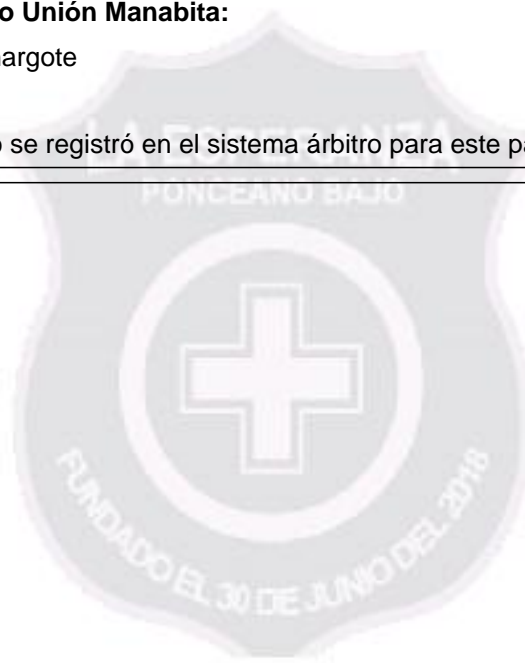 o Unión Manabita:
argote
o se registró en el sistema árbitro para este pa
LA ESPERANZA
PONCEANO BAJO
FUNDADO EL 30 DE JUNIO DEL 2018